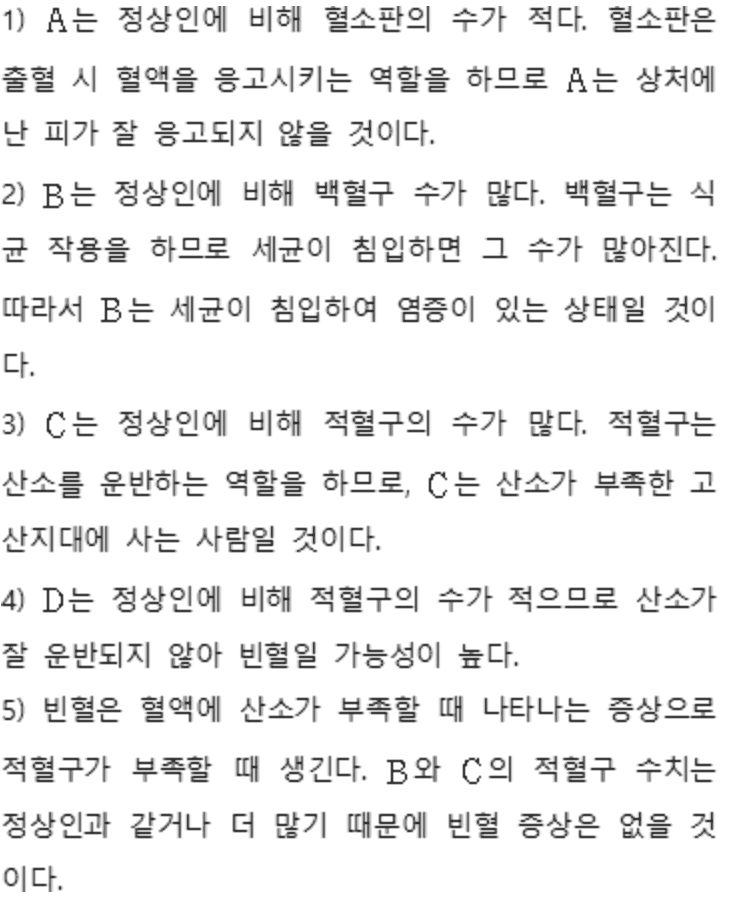 1) A는 정상인에 비해 혈소판의 수가 적다. 혈소판은
출혈 시 혈액을 응고시키는 역할을 하므로 A는 상처에
난 피가 잘 응고되지 않을 것이다.
2) B는 정상인에 비해 백혈구 수가 많다. 백혈구는 식
균 작용을 하므로 세균이 침입하면 그 수가 많아진다.
따라서 B는 세균이 침입하여 염증이 있는 상태일 것이
다.
3) C는 정상인에 비해 적혈구의 수가 많다. 적혈구는
산소를 운반하는 역할을 하므로, C는 산소가 부족한 고
산지대에 사는 사람일 것이다.
4) D는 정상인에 비해 적혈구의 수가 적으므로 산소가
잘 운반되지 않아 빈혈일 가능성이 높다.
5) 빈혈은 혈액에 산소가 부족할 때 나타나는 증상으로
적혈구가 부족할 때 생긴다. B와 C의 적혈구 수치는
정상인과 같거나 더 많기 때문에 빈혈 증상은 없을 것
이다.